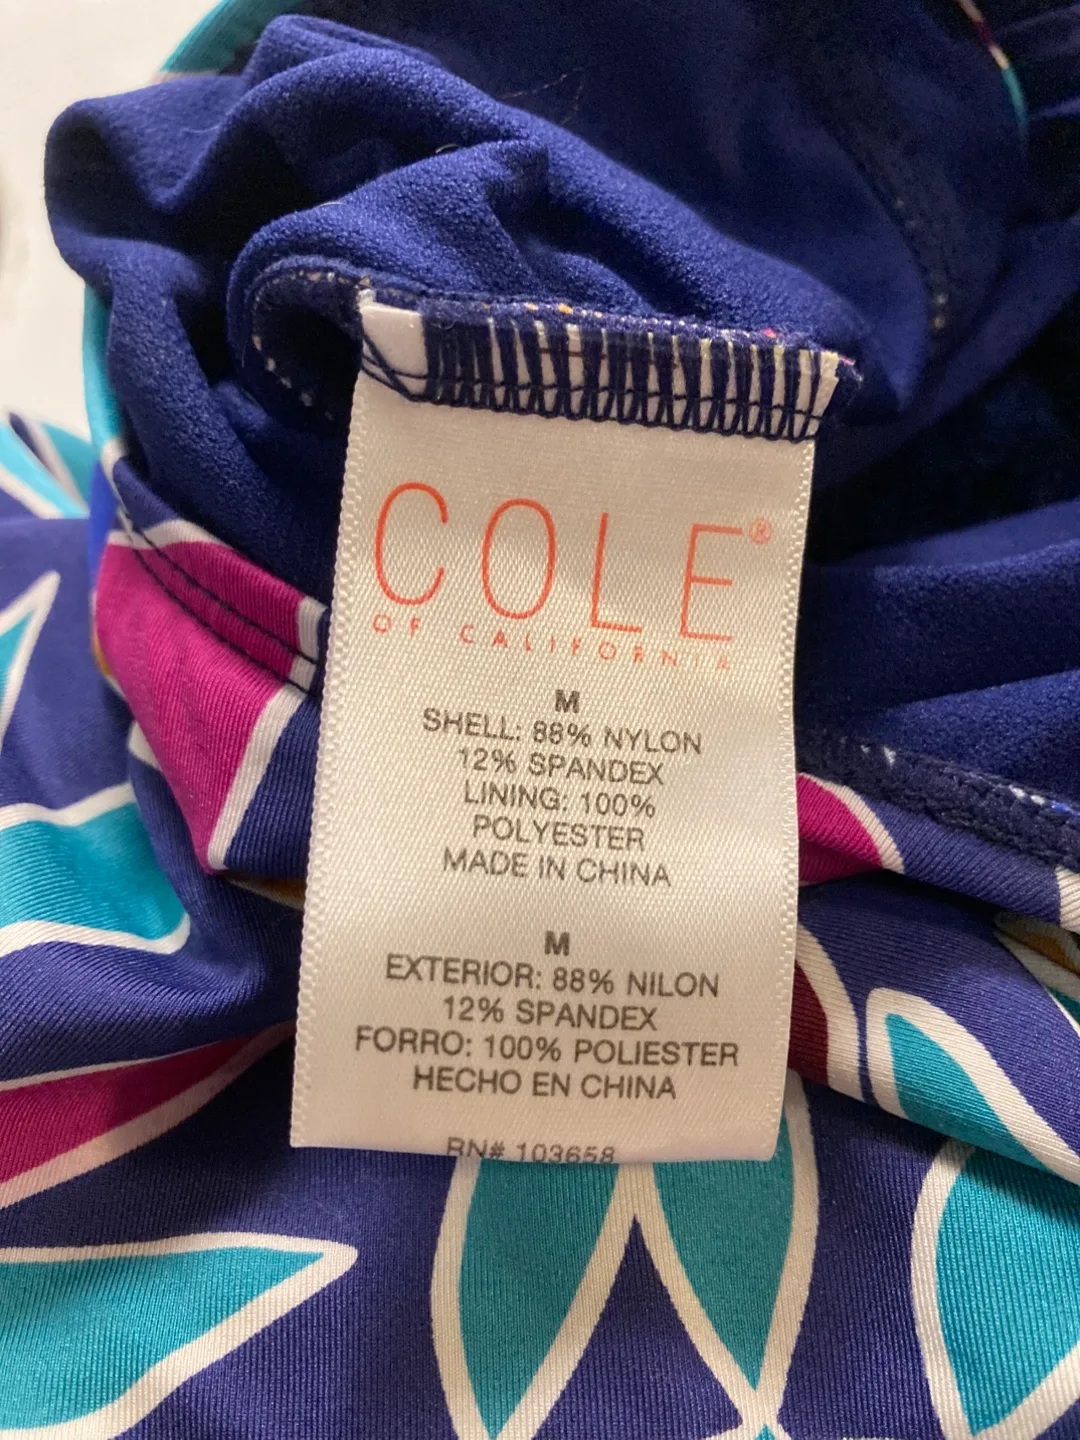 COLE®
OF CALIFORNIA
M
SHELL: 88% NYLON
12% SPANDEX
LINING: 100%
POLYESTER
MADE IN CHINA
M
EXTERIOR: 88% NILON
12% SPANDEX
FORRO: 100% POLIESTER
HECHO EN CHINA
RN# 103658